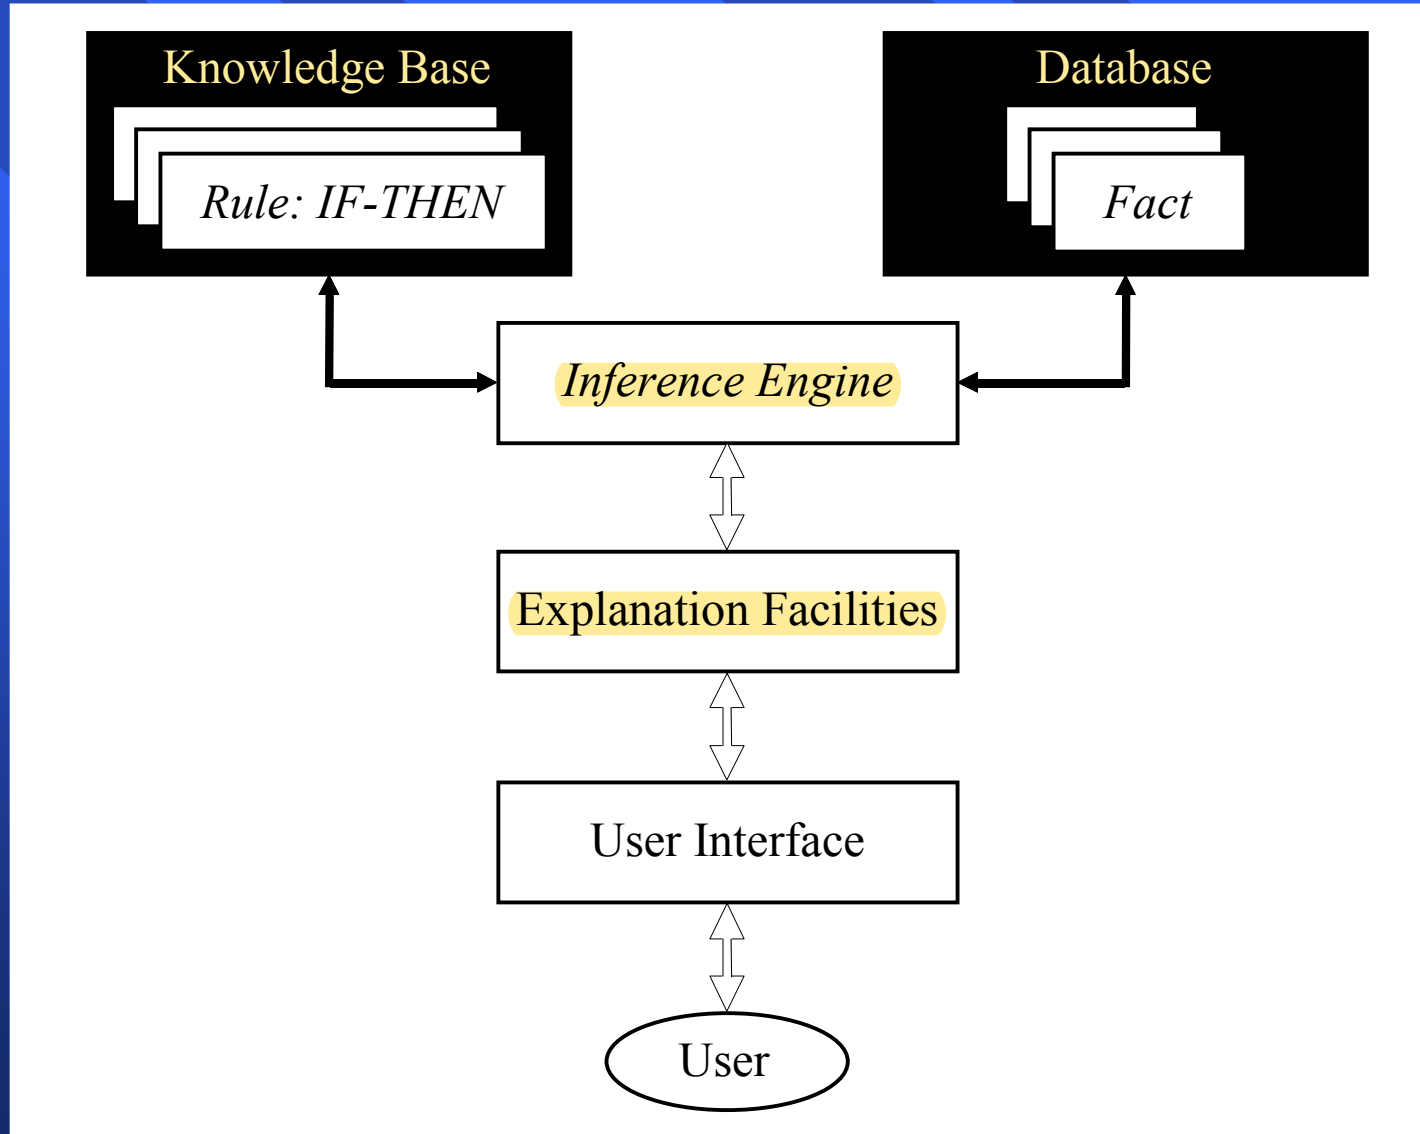 Knowledge Base
Database
Rule: IF-THEN
Fact
Inference Engine
Explanation Facilities
User Interface
User